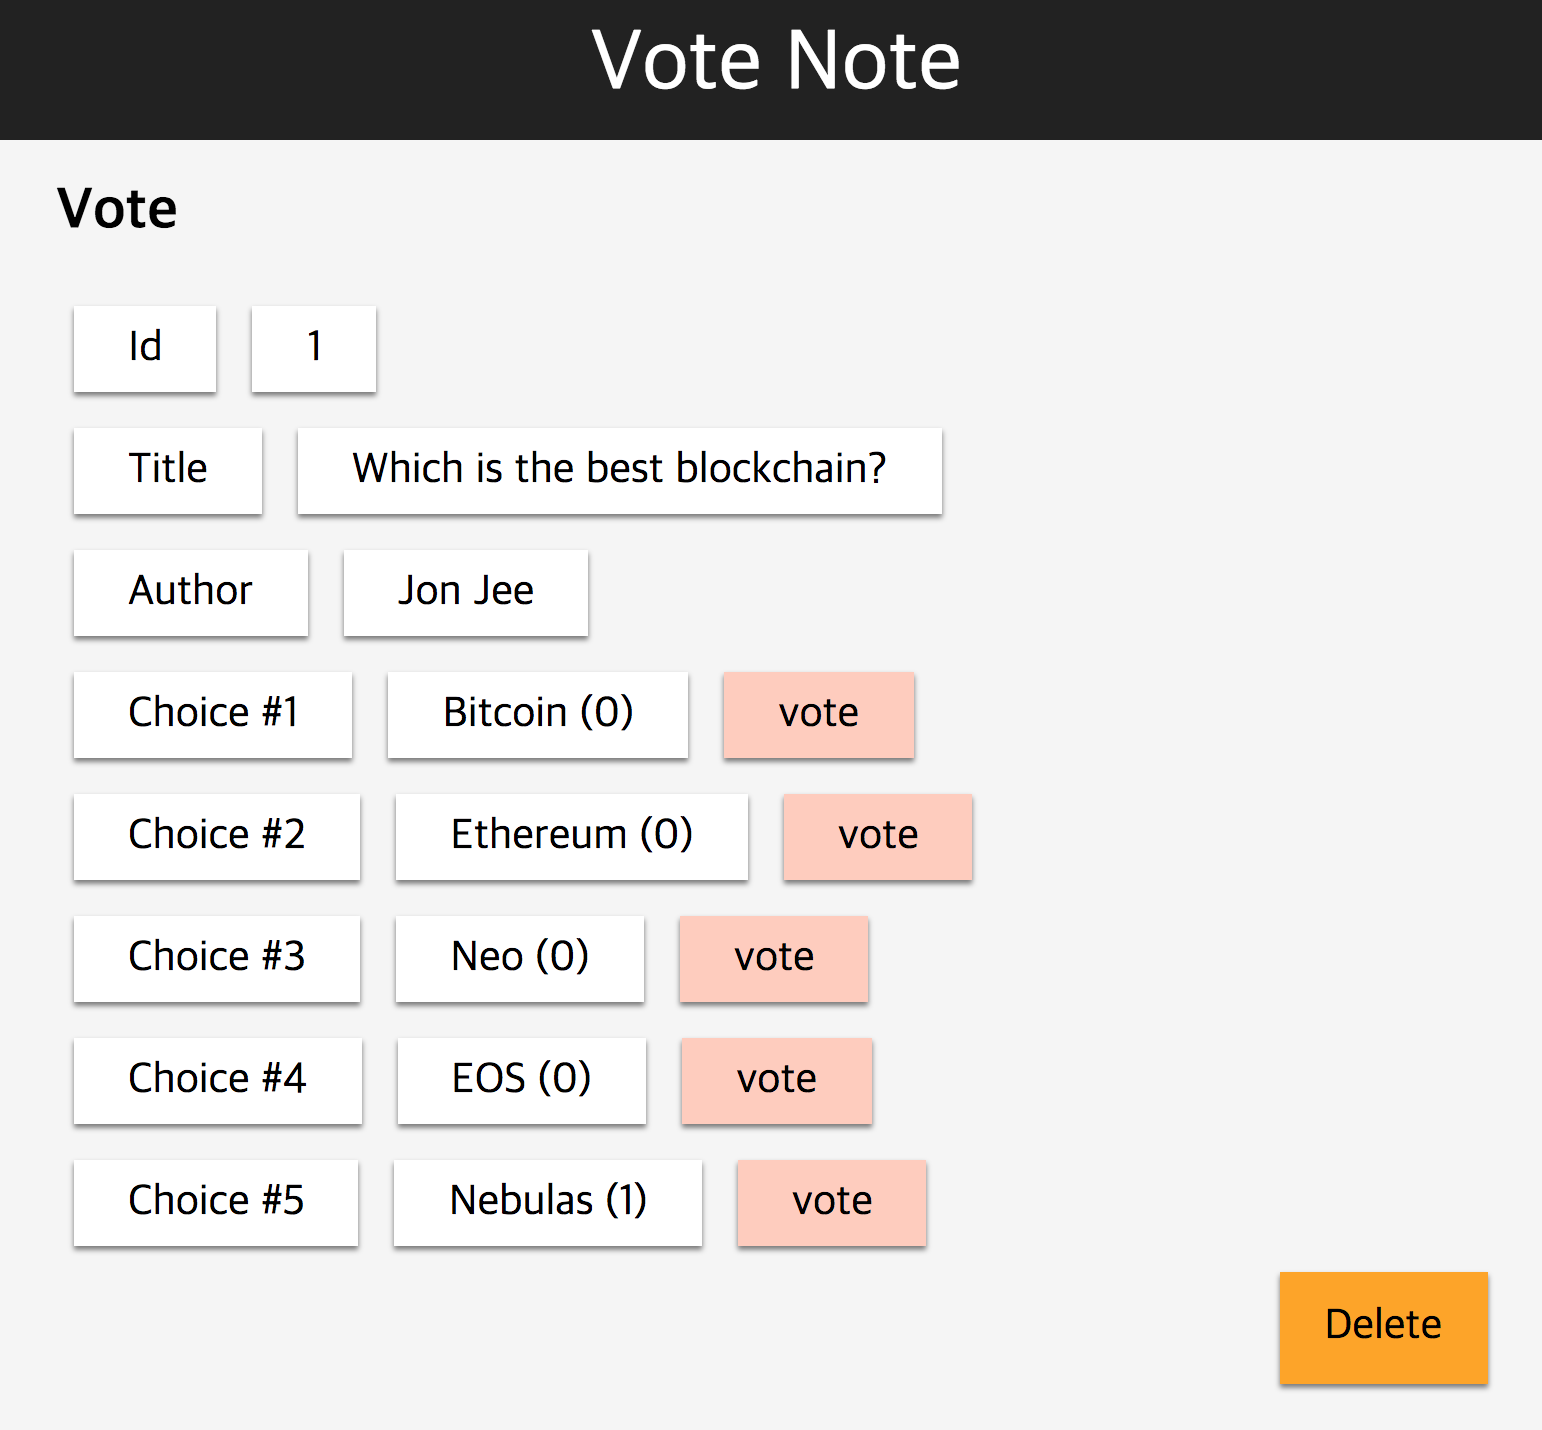 Vote Note
Vote
Id 1
Title Which is the best blockchain?
Author Jon Jee
Choice #1 Bitcoin (0) vote
Choice #2 Ethereum (0) vote
Choice #3 Neo (0) vote
Choice #4 EOS (0) vote
Choice #5 Nebulas (1) vote
Delete